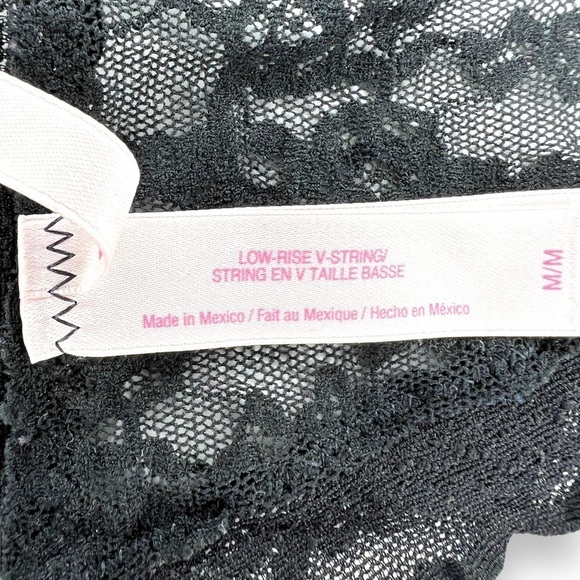 LOW-RISE V-STRING/
STRING EN V TAILLE BASSE
Made in Mexico / Fait au Mexique / Hecho en México
M/M